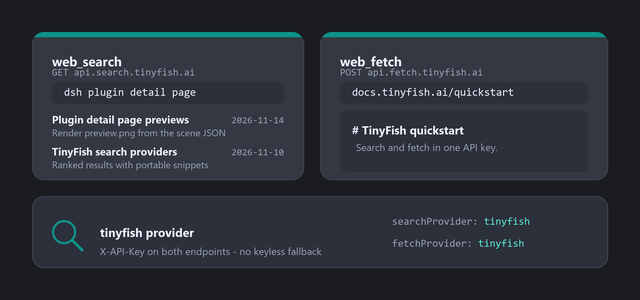 web_search
GET api.search.tinyfish.ai
dsh plugin detail page
Plugin detail page previews 2026-11-14
Render preview.png from the scene JSON
TinyFish search providers 2026-11-10
Ranked results with portable snippets
web_fetch
POST api.fetch.tinyfish.ai
docs.tinyfish.ai/quickstart
# TinyFish quickstart
Search and fetch in one API key.
tinyfish provider
X-API-Key on both endpoints - no keyless fallback
searchProvider: tinyfish
fetchProvider: tinyfish